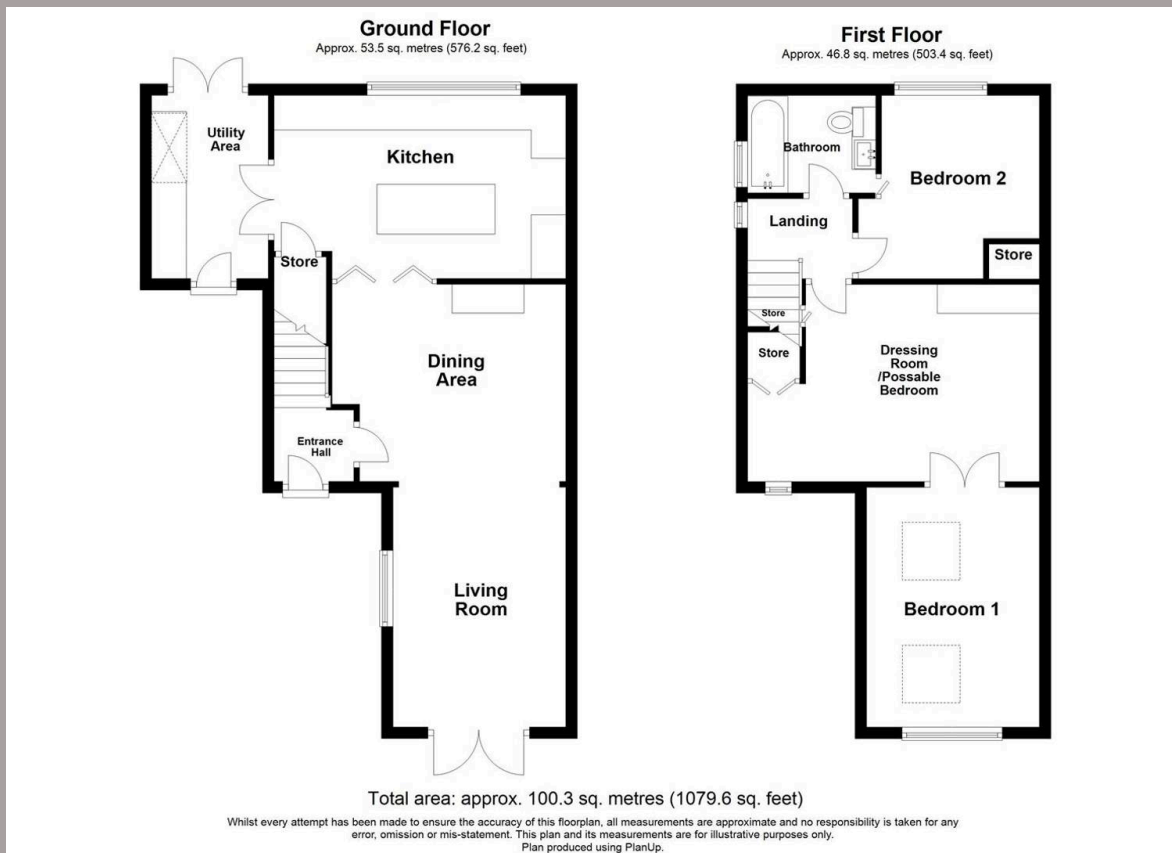 Ground Floor
Approx. 53.5 sq. metres (576.2 sq. feet)
Utility
Area
Kitchen
Store
Dining
Area
Entrance
Hall
Living
Room
First Floor
Approx. 46.8 sq. metres (503.4 sq. feet)
Bathroom
Bedroom 2
Landing
Store
Store
Store
Dressing
Room
/Possable
Bedroom
Bedroom 1
Total area: approx. 100.3 sq. metres (1079.6 sq. feet)
Whilst every attempt has been made to ensure the accuracy of this floorplan, all measurements are approximate and no responsibility is taken for any
error, omission or mis-statement. This plan and its measurements are for illustrative purposes only.
Plan produced using PlanUp.